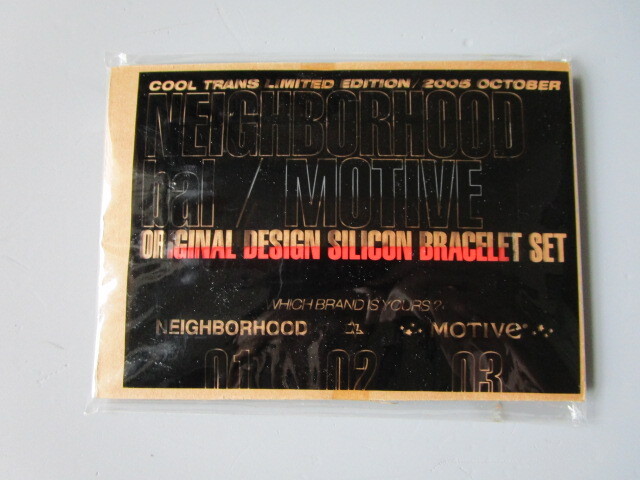 COOL TRANS LIMITED EDITION / 2005 OCTOBER
NEIGHBORHOOD
bal / MOTIVE
ORIGINAL DESIGN SILICON BRACELET SET
WHICH BRAND IS YOURS?
NEIGHBORHOOD MOTIVE
01 02 03